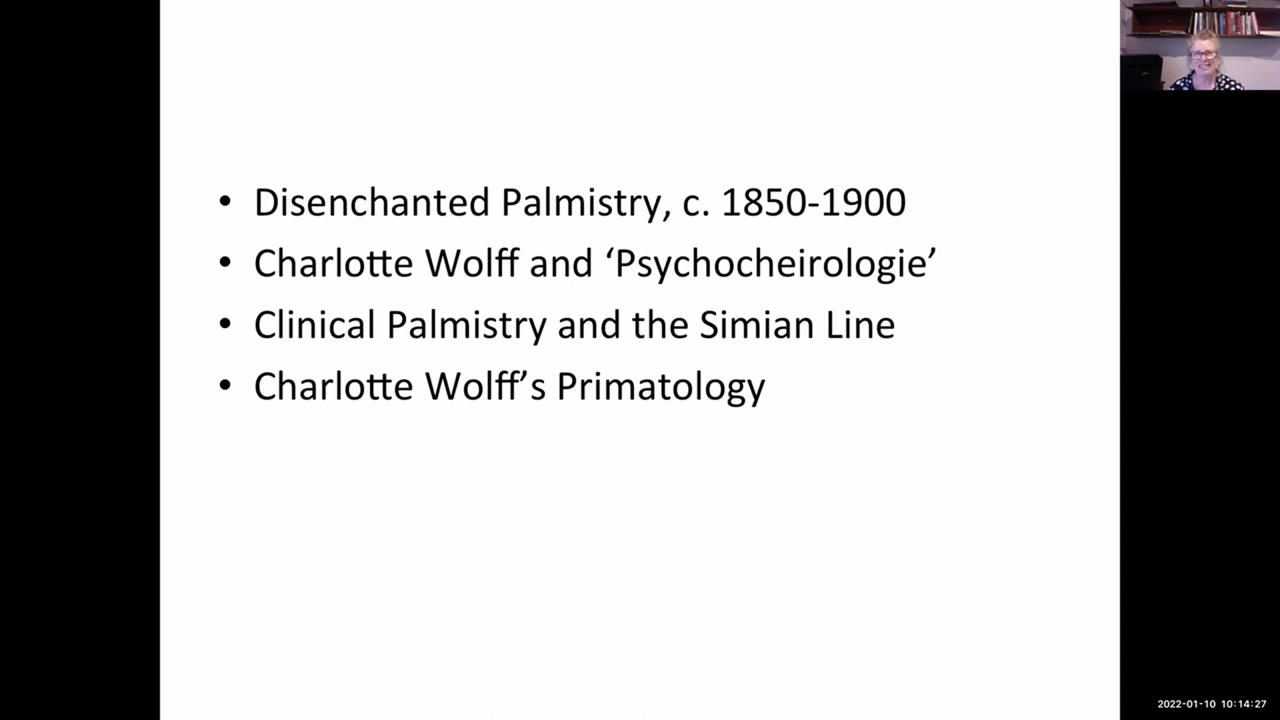 • Disenchanted Palmistry, c. 1850-1900
• Charlotte Wolff and ‘Psychocheirologie’
• Clinical Palmistry and the Simian Line
• Charlotte Wolff’s Primatology
2022-01-10 10:14:27